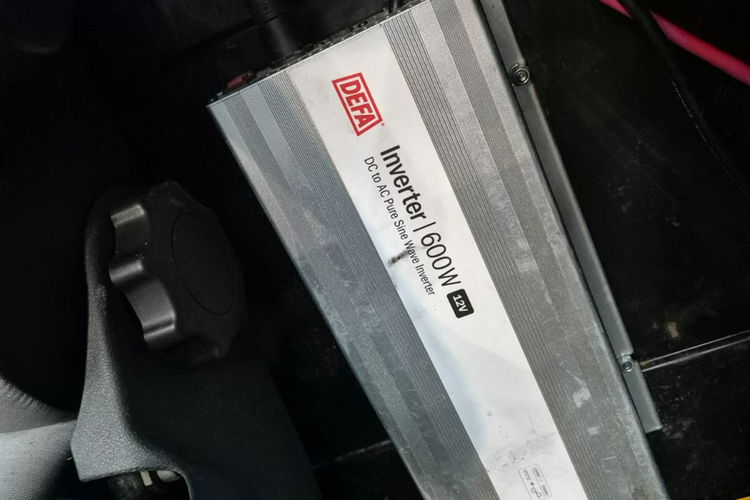 DEFA
Inverter | 600W 12V
DC to AC Pure Sine Wave Inverter